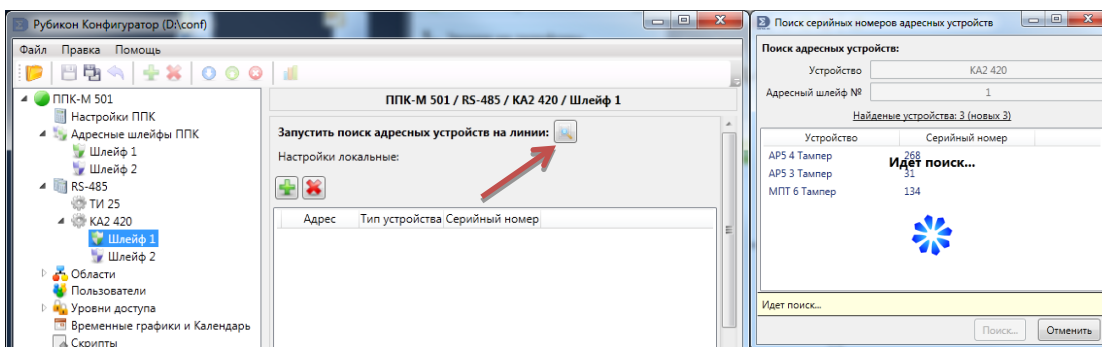 Рубикон Конфигуратор (D:\conf)
Файл Правка Помощь
ППК-М 501
Настройки ППК
Адресные шлейфы ППК
Шлейф 1
Шлейф 2
RS-485
ТИ 25
КА2 420
Шлейф 1
Шлейф 2
Области
Пользователи
Уровни доступа
Временные графики и Календарь
Скрипты
ППК-М 501 / RS-485 / КА2 420 / Шлейф 1
Запустить поиск адресных устройств на линии:
Настройки локальные:
Адрес Тип устройства Серийный номер
Поиск серийных номеров адресных устройств
Поиск адресных устройств:
Устройство КА2 420
Адресный шлейф № 1
Найденые устройства: 3 (новых 3)
Устройство Серийный номер
АР5 4 Тампер 268
Идет поиск...
АР5 3 Тампер 31
МПТ 6 Тампер 134
Идет поиск...
Поиск... Отменить